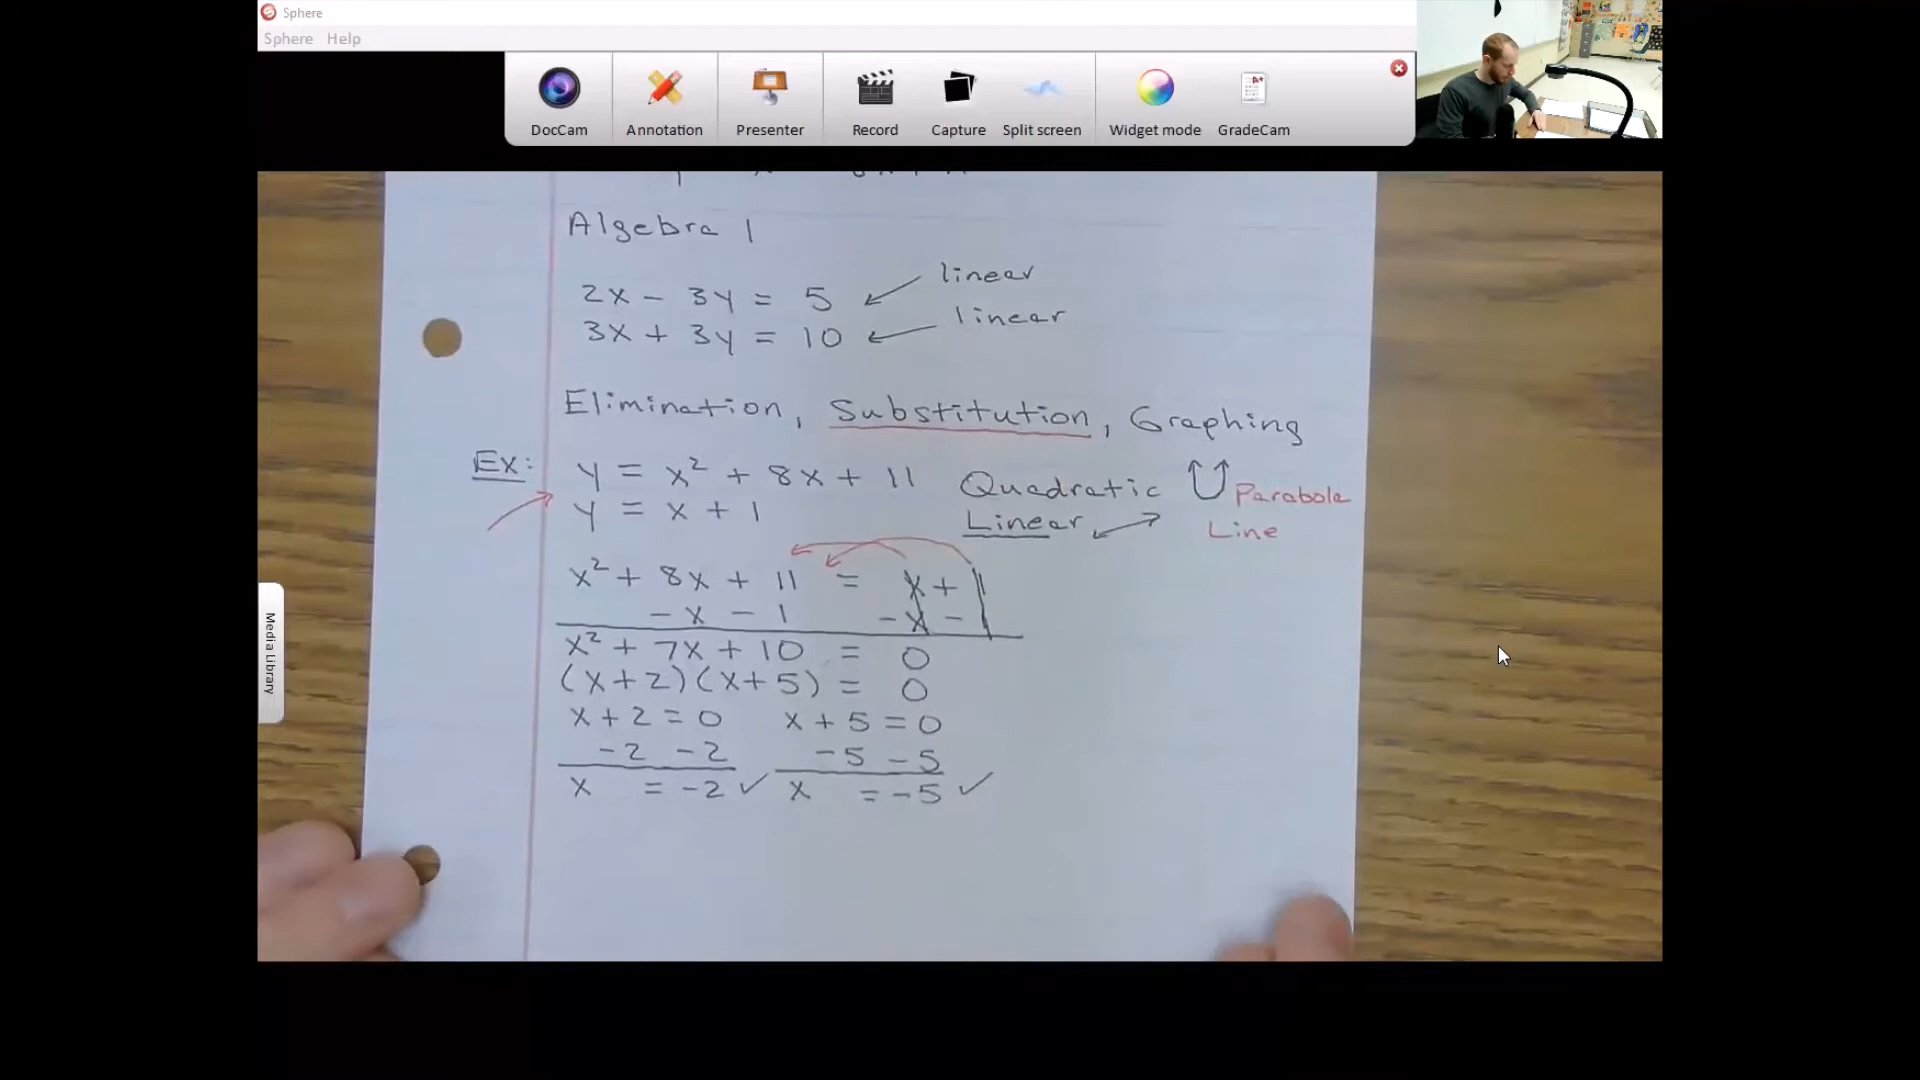 Sphere
Sphere Help
DocCam Annotation Presenter Record Capture Split screen Widget mode GradeCam
Algebra 1
2x - 3y = 5 linear
3x + 3y = 10 linear
Elimination, Substitution, Graphing
Ex: y = x² + 8x + 11 Quadratic Parabola
y = x + 1 Linear Line
x² + 8x + 11 = x + 1
- x - 1 - x - 1
x² + 7x + 10 = 0
(x+2)(x+5) = 0
x + 2 = 0 x + 5 = 0
-2 -2 -5 -5
x = -2 ✓ x = -5 ✓
Media Library